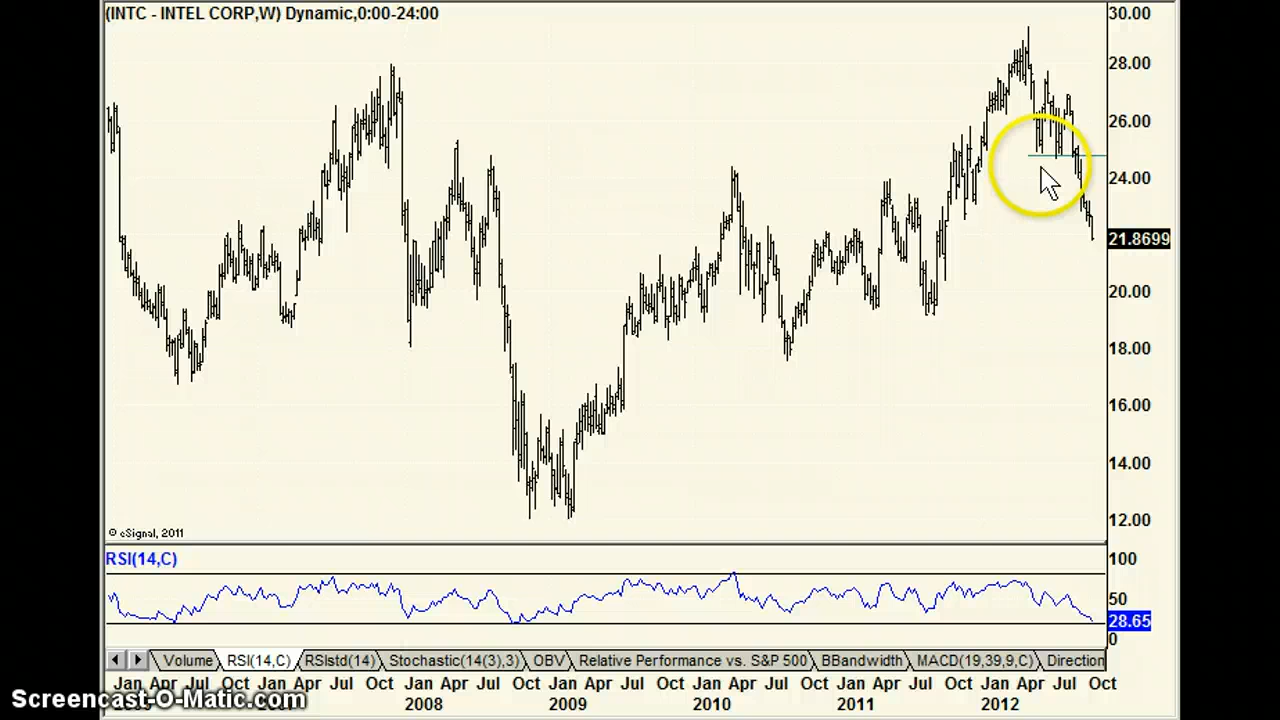 (INTC - INTEL CORP,W) Dynamic,0:00-24:00
30.00
28.00
26.00
24.00
21.8699
20.00
18.00
16.00
14.00
12.00
© eSignal, 2011
RSI(14,C)
100
50
28.65
0
Volume RSI(14,C) RSIstd(14) Stochastic(14(3),3) OBV Relative Performance vs. S&P 500 BBandwidth MACD(19,39,9,C) Direction
Jan Apr Jul Oct Jan Apr Jul Oct Jan Apr Jul Oct Jan Apr Jul Oct Jan Apr Jul Oct Jan Apr Jul Oct Jan Apr Jul Oct
2008 2009 2010 2011 2012
Screencast-O-Matic.com